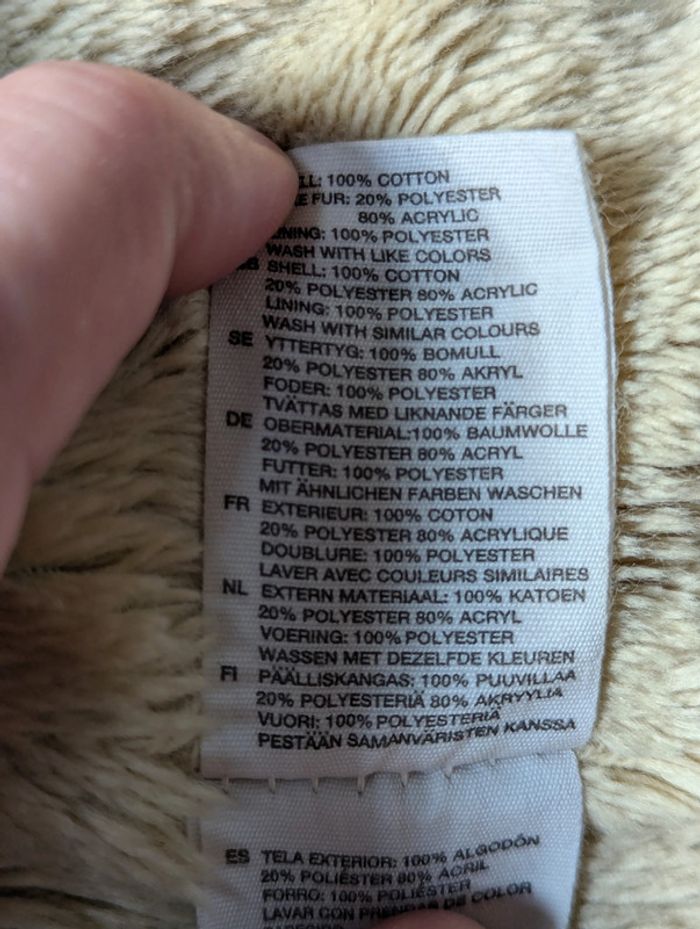 100% COTTON
FUR: 20% POLYESTER
80% ACRYLIC
100% POLYESTER
WASH WITH LIKE COLORS
SHELL: 100% COTTON
20% POLYESTER 80% ACRYLIC
LINING: 100% POLYESTER
WASH WITH SIMILAR COLOURS
SE YTTERTYG: 100% BOMULL
20% POLYESTER 80% AKRYL
FODER: 100% POLYESTER
TVÄTTAS MED LIKNANDE FÄRGER
DE OBERMATERIAL:100% BAUMWOLLE
20% POLYESTER 80% ACRYL
FUTTER: 100% POLYESTER
MIT ÄHNLICHEN FARBEN WASCHEN
FR EXTERIEUR: 100% COTON
20% POLYESTER 80% ACRYLIQUE
DOUBLURE: 100% POLYESTER
LAVER AVEC COULEURS SIMILAIRES
NL EXTERN MATERIAAL: 100% KATOEN
20% POLYESTER 80% ACRYL
VOERING: 100% POLYESTER
WASSEN MET DEZELFDE KLEUREN
FI PÄÄLLISKANGAS: 100% PUUVILLAA
20% POLYESTERIÄ 80% AKRYYLIÄ
VUORI: 100% POLYESTERIÄ
PESTÄÄN SAMANVÄRISTEN KANSSA
ES TELA EXTERIOR: 100% ALGODÓN
20% POLIÉSTER 80% ACRIL
FORRO: 100% POLIÉSTER
LAVAR CON PRENDAS DE COLOR